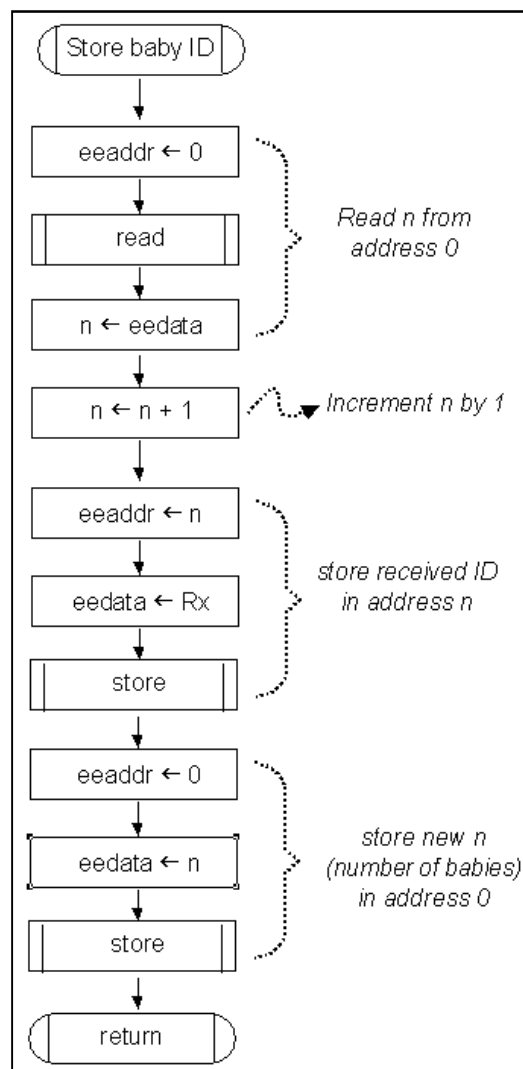 Store baby ID
eeaddr ← 0
read
n ← eedata
Read n from
address 0
n ← n + 1
Increment n by 1
eeaddr ← n
eedata ← Rx
store
store received ID
in address n
eeaddr ← 0
eedata ← n
store
store new n
(number of babies)
in address 0
return